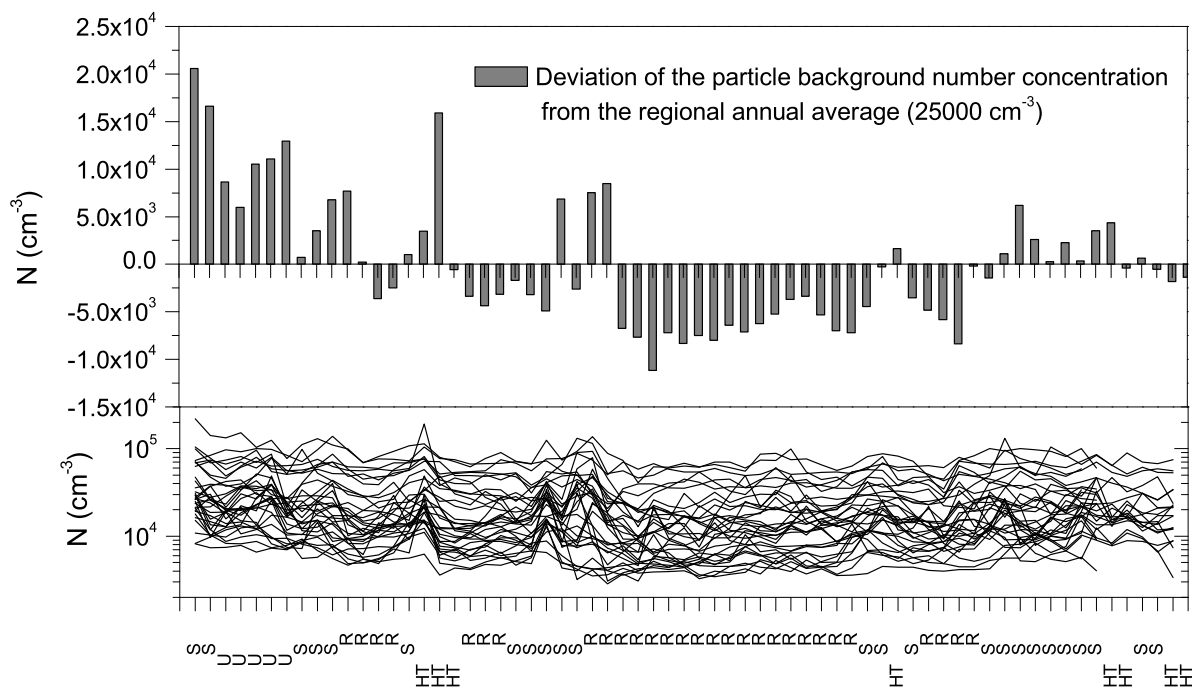 2.5x10⁴
2.0x10⁴
1.5x10⁴
1.0x10⁴
5.0x10³
0.0
-5.0x10³
-1.0x10⁴
-1.5x10⁴
N (cm⁻³)
Deviation of the particle background number concentration
from the regional annual average (25000 cm⁻³)
10⁵
10⁴
N (cm⁻³)
S S U U U U U S S S R R R R S HT HT HT R R R S S S S S R R R R R R R R R R R R R R R R R R S S HT S R R R R S S S S S S S S HT HT S S HT HT